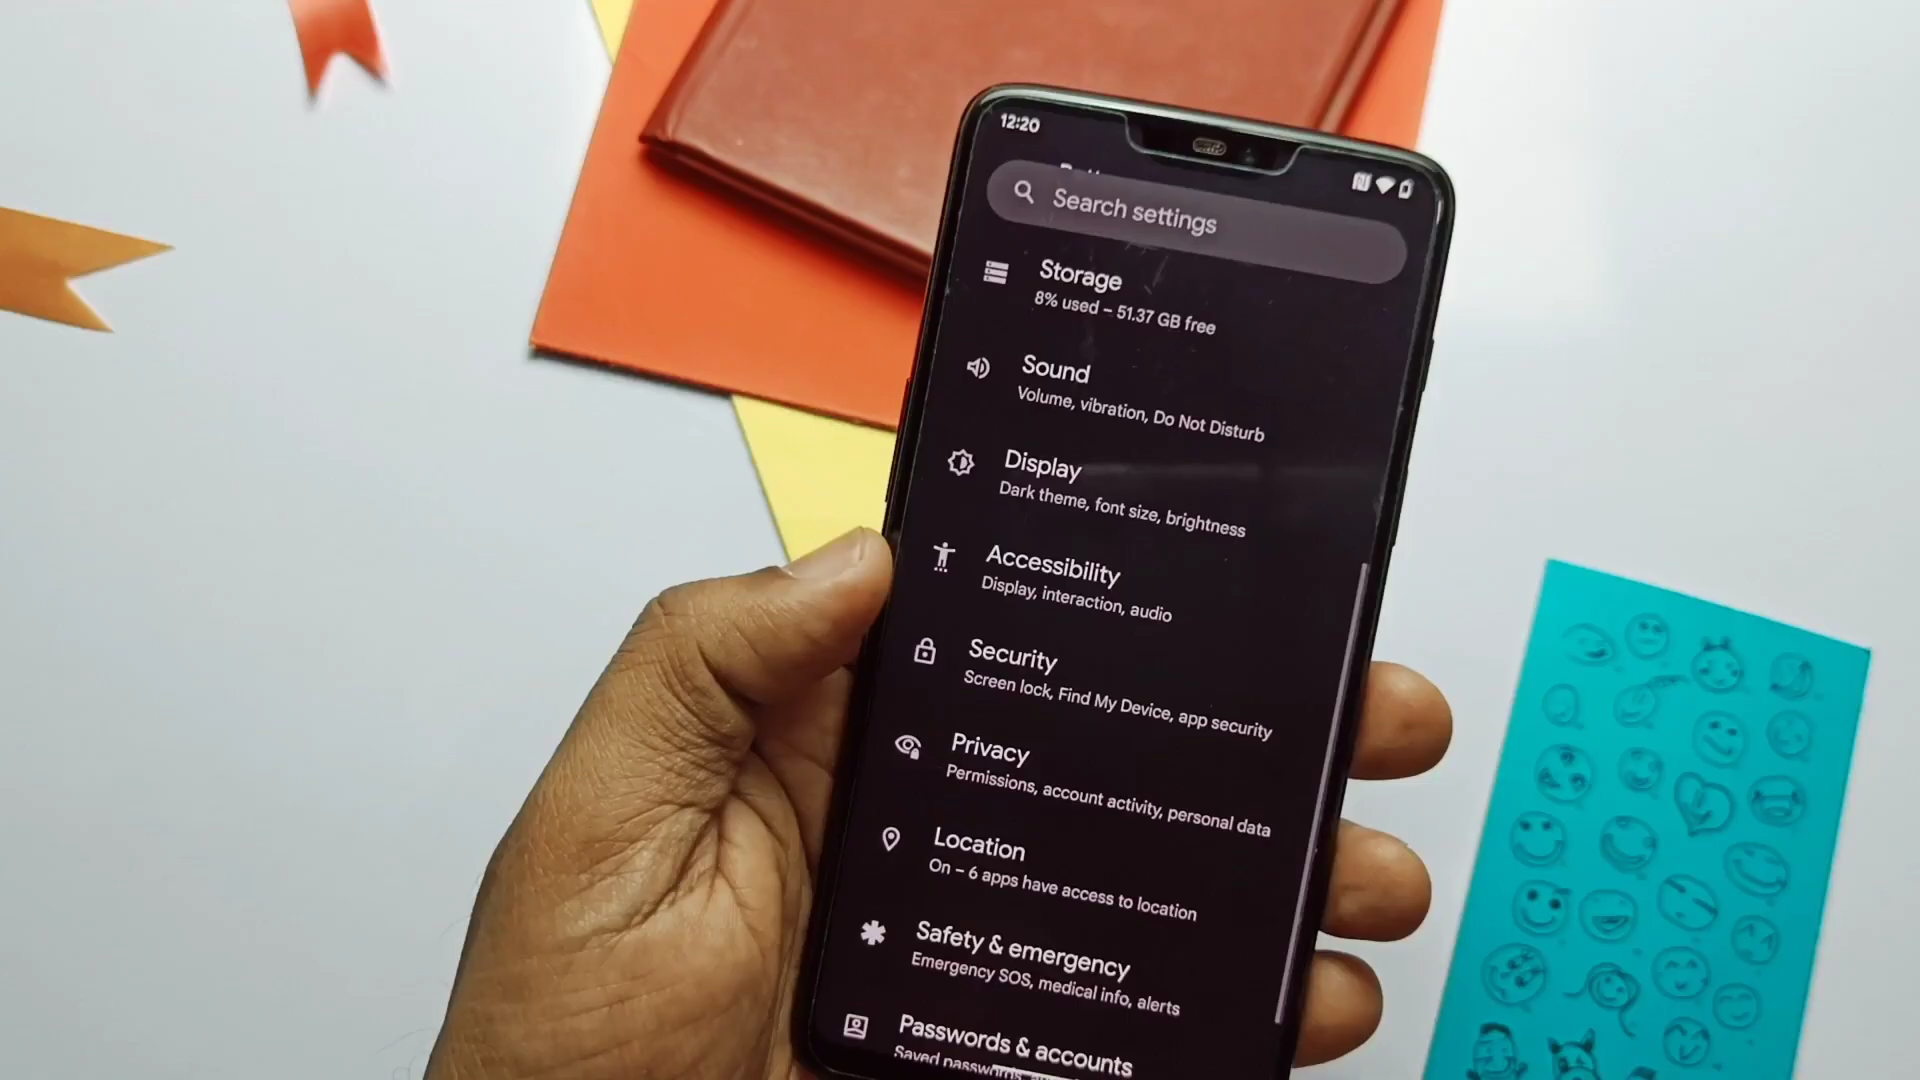 12:20
Search settings
Storage
8% used – 51.37 GB free
Sound
Volume, vibration, Do Not Disturb
Display
Dark theme, font size, brightness
Accessibility
Display, interaction, audio
Security
Screen lock, Find My Device, app security
Privacy
Permissions, account activity, personal data
Location
On – 6 apps have access to location
Safety & emergency
Emergency SOS, medical info, alerts
Passwords & accounts
Saved passwords,